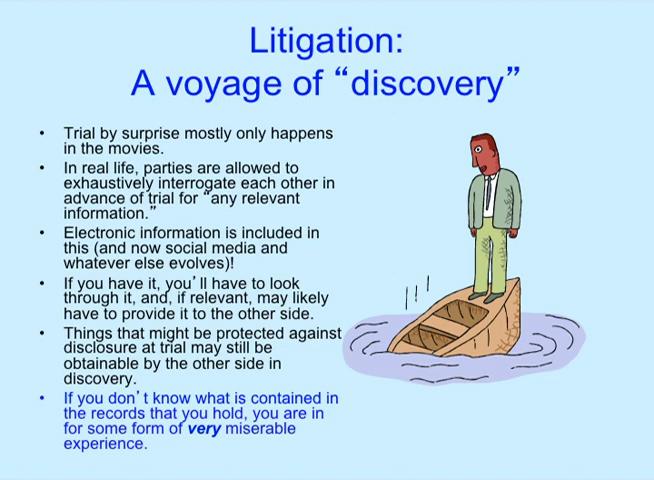 Litigation:
A voyage of “discovery”
• Trial by surprise mostly only happens
in the movies.
• In real life, parties are allowed to
exhaustively interrogate each other in
advance of trial for “any relevant
information.”
• Electronic information is included in
this (and now social media and
whatever else evolves)!
• If you have it, you’ll have to look
through it, and, if relevant, may likely
have to provide it to the other side.
• Things that might be protected against
disclosure at trial may still be
obtainable by the other side in
discovery.
• If you don’t know what is contained in
the records that you hold, you are in
for some form of very miserable
experience.